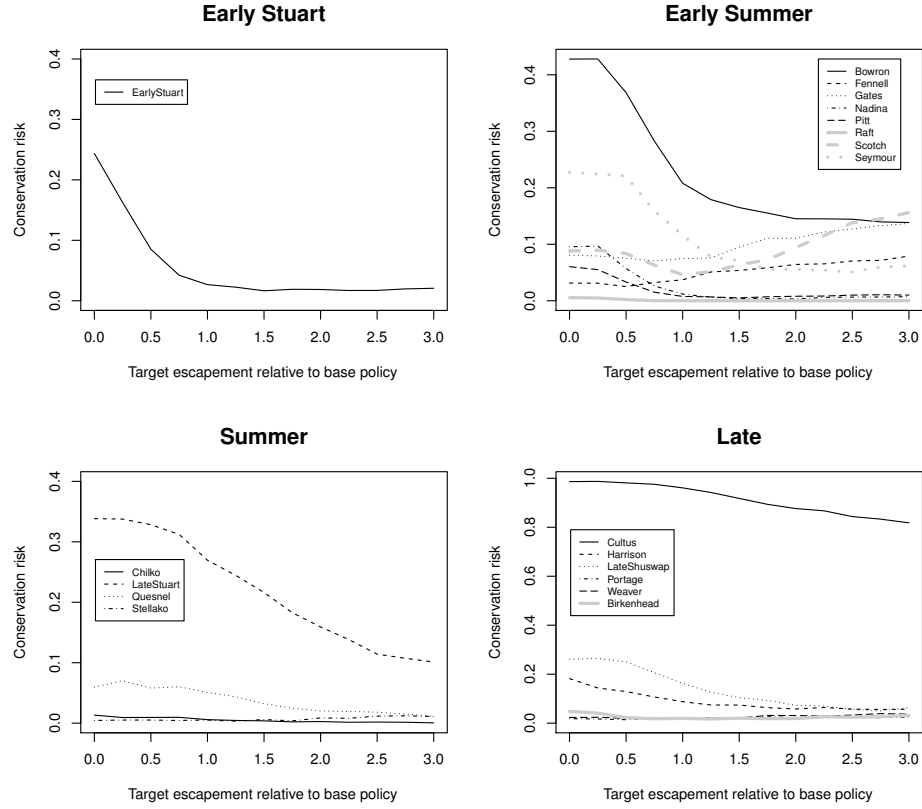 Early Stuart
Conservation risk
0.0 0.1 0.2 0.3 0.4
EarlyStuart
0.0 0.5 1.0 1.5 2.0 2.5 3.0
Target escapement relative to base policy
Early Summer
Conservation risk
0.0 0.1 0.2 0.3 0.4
Bowron
Fennell
Gates
Nadina
Pitt
Raft
Scotch
Seymour
0.0 0.5 1.0 1.5 2.0 2.5 3.0
Target escapement relative to base policy
Summer
Conservation risk
0.0 0.1 0.2 0.3 0.4
Chilko
LateStuart
Quesnel
Stellako
0.0 0.5 1.0 1.5 2.0 2.5 3.0
Target escapement relative to base policy
Late
Conservation risk
0.0 0.2 0.4 0.6 0.8 1.0
Cultus
Harrison
LateShuswap
Portage
Weaver
Birkenhead
0.0 0.5 1.0 1.5 2.0 2.5 3.0
Target escapement relative to base policy